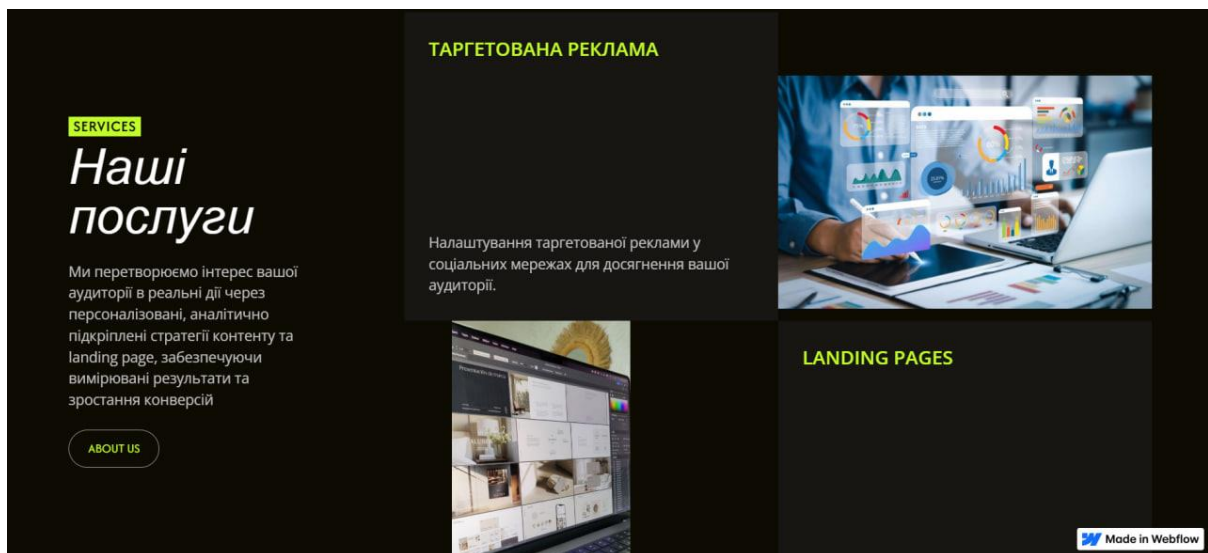 SERVICES
Наші
послуги
Ми перетворюємо інтерес вашої
аудиторії в реальні дії через
персоналізовані, аналітично
підкріплені стратегії контенту та
landing page, забезпечуючи
вимірювані результати та
зростання конверсій
ABOUT US
ТАРГЕТОВАНА РЕКЛАМА
Налаштування таргетованої реклами у
соціальних мережах для досягнення вашої
аудиторії.
LANDING PAGES
Made in Webflow